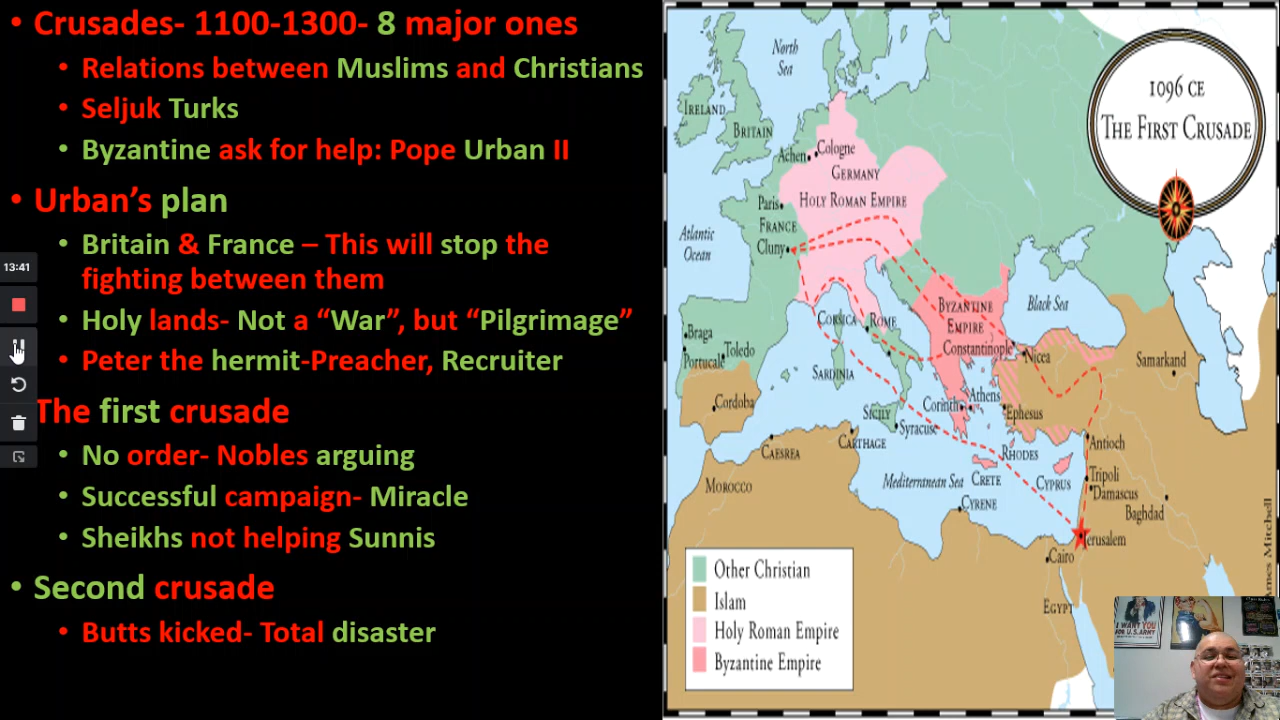 • Crusades- 1100-1300- 8 major ones
• Relations between Muslims and Christians
• Seljuk Turks
• Byzantine ask for help: Pope Urban II
• Urban’s plan
• Britain & France – This will stop the
fighting between them
• Holy lands- Not a “War”, but “Pilgrimage”
• Peter the hermit-Preacher, Recruiter
The first crusade
• No order- Nobles arguing
• Successful campaign- Miracle
• Sheikhs not helping Sunnis
• Second crusade
• Butts kicked- Total disaster
13:41
1096 CE
The First Crusade
North
Sea
Ireland
Britain
Cologne
Achen
Germany
Holy Roman Empire
Paris
France
Cluny
Atlantic
Ocean
Byzantine
Empire
Black Sea
Constantinople
Corsica
Rome
Braga
Portucale
Toledo
Nicea
Samarkand
Sardinia
Cordoba
Sicily
Syracuse
Corinth
Athens
Ephesus
Carthage
Caesrea
Antioch
Rhodes
Morocco
Mediterranean Sea
Crete
Cyprus
Tripoli
Damascus
Baghdad
Cyrene
Jerusalem
Cairo
Egypt
Other Christian
Islam
Holy Roman Empire
Byzantine Empire
ames Mitchell
I WANT YOU
FOR U.S. ARMY